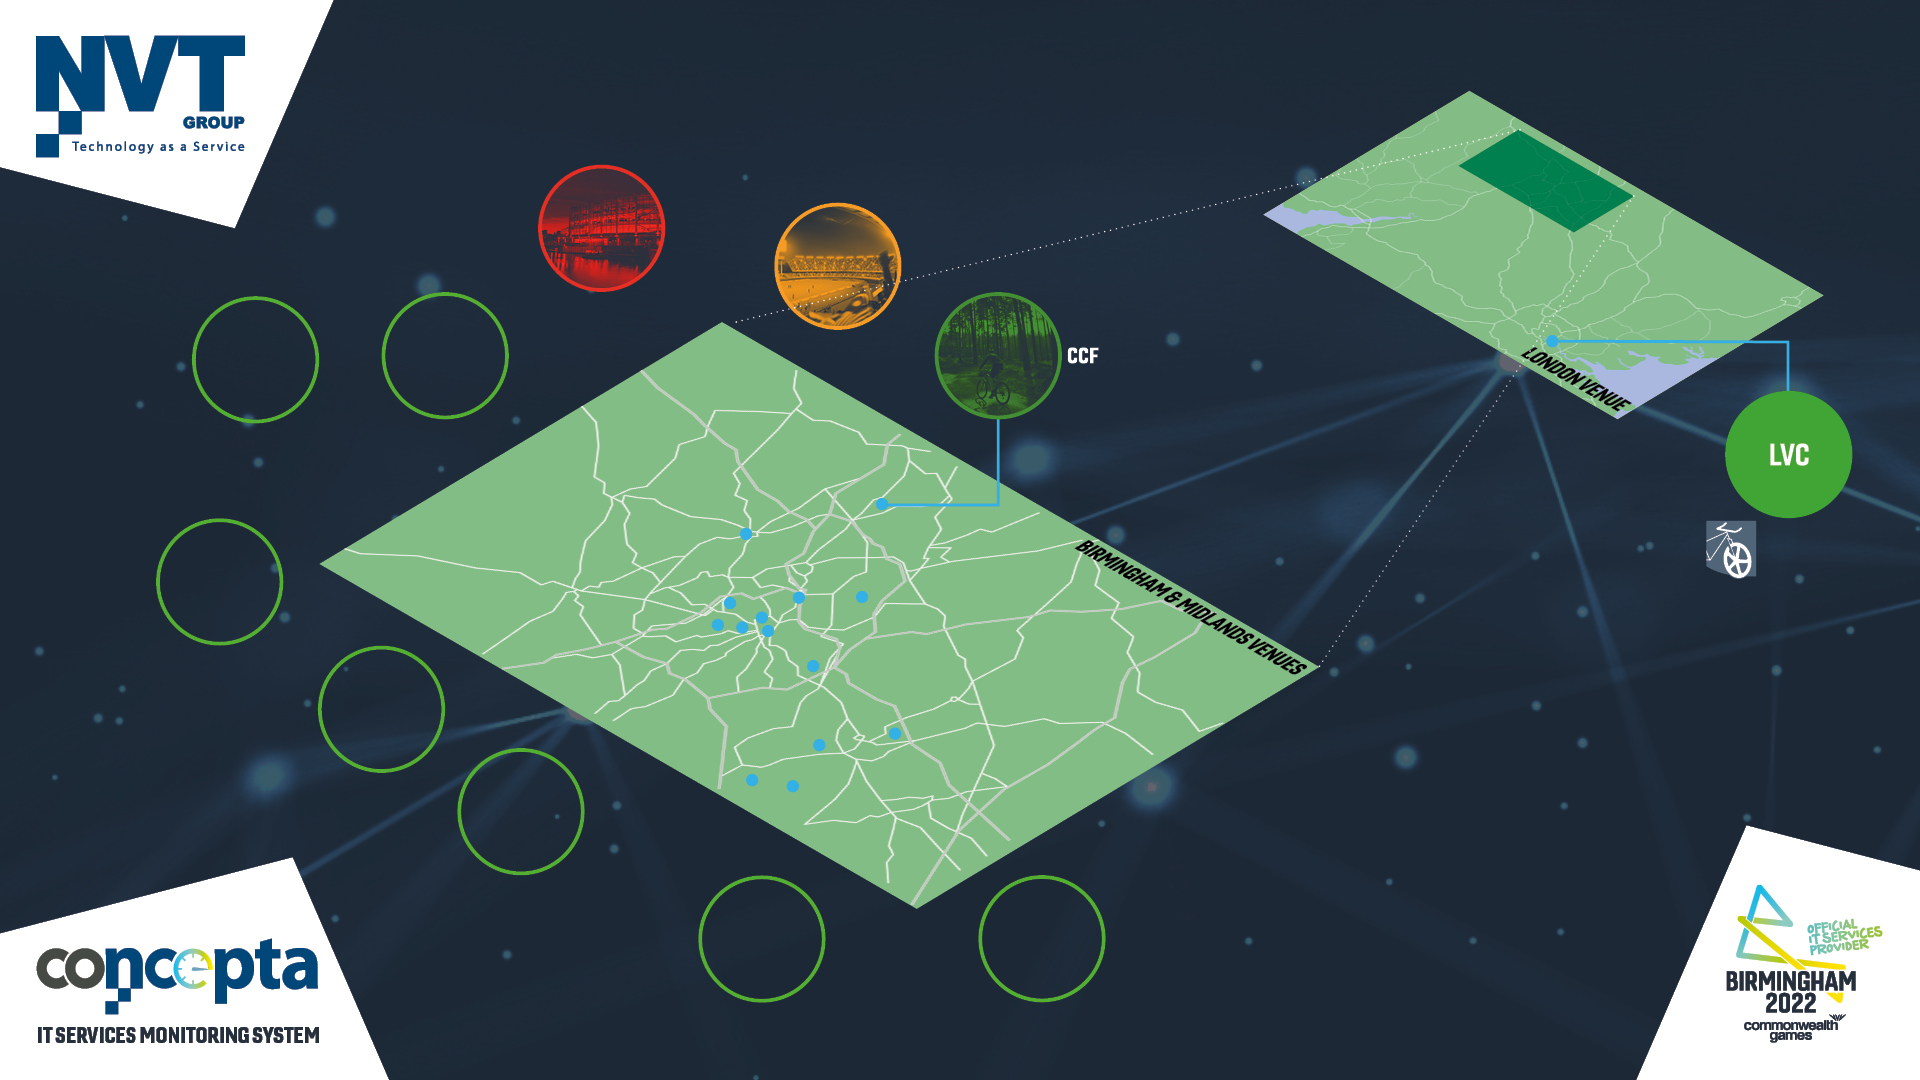 NVT
GROUP
Technology as a Service
CCF
LONDON VENUE
LVC
BIRMINGHAM & MIDLANDS VENUES
concepta
IT SERVICES MONITORING SYSTEM
OFFICIAL
IT SERVICES
PROVIDER
BIRMINGHAM
2022
commonwealth
games